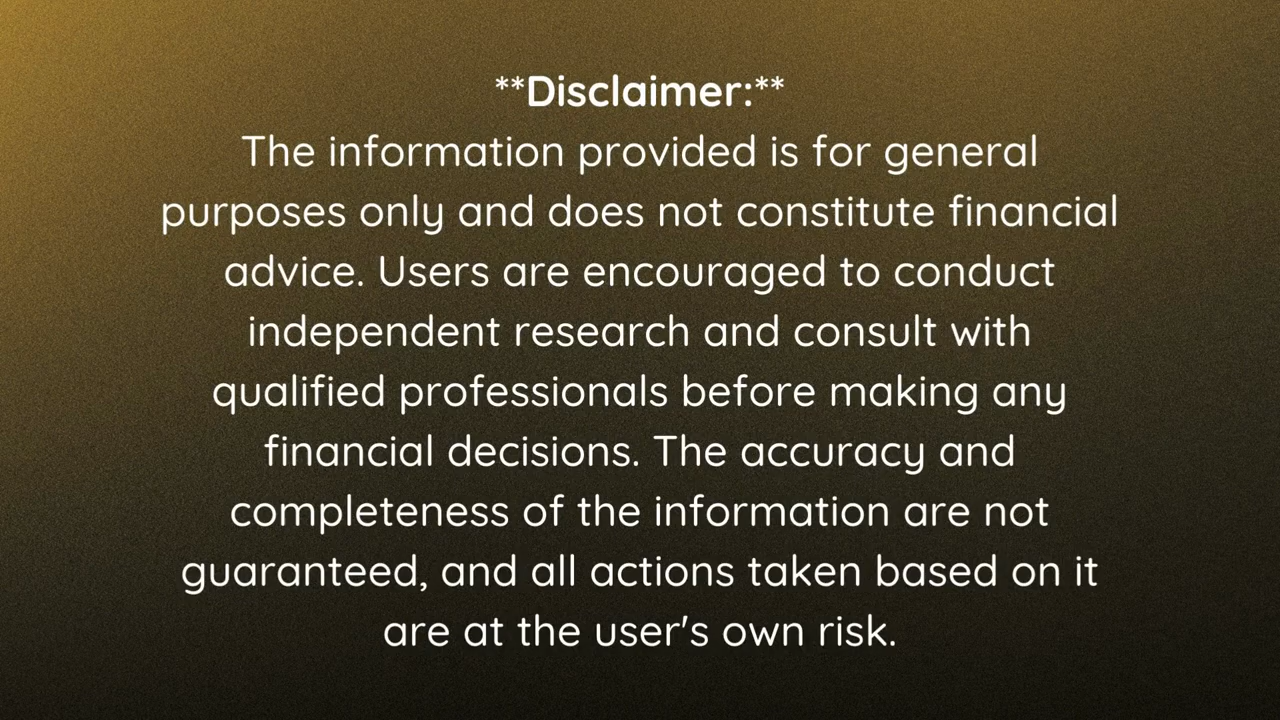 **Disclaimer:**
The information provided is for general
purposes only and does not constitute financial
advice. Users are encouraged to conduct
independent research and consult with
qualified professionals before making any
financial decisions. The accuracy and
completeness of the information are not
guaranteed, and all actions taken based on it
are at the user's own risk.